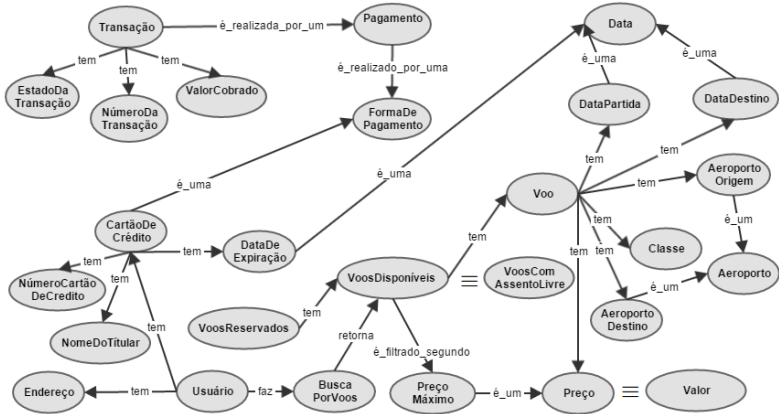 Transação
é_realizada_por_um
Pagamento
Data
tem
tem
tem
é_realizado_por_uma
é_uma
é_uma
EstadoDa
Transação
NúmeroDa
Transação
ValorCobrado
FormaDe
Pagamento
DataPartida
DataDestino
é_uma
é_uma
tem
tem
tem
Aeroporto
Origem
Voo
CartãoDe
Crédito
tem
DataDe
Expiração
tem
tem
tem
tem
é_um
Classe
tem
tem
NúmeroCartão
DeCredito
VoosDisponíveis
≡
VoosCom
AssentoLivre
Aeroporto
é_um
NomeDoTitular
tem
VoosReservados
tem
retorna
é_filtrado_segundo
Aeroporto
Destino
Endereço
tem
Usuário
faz
Busca
PorVoos
Preço
Máximo
é_um
Preço
≡
Valor